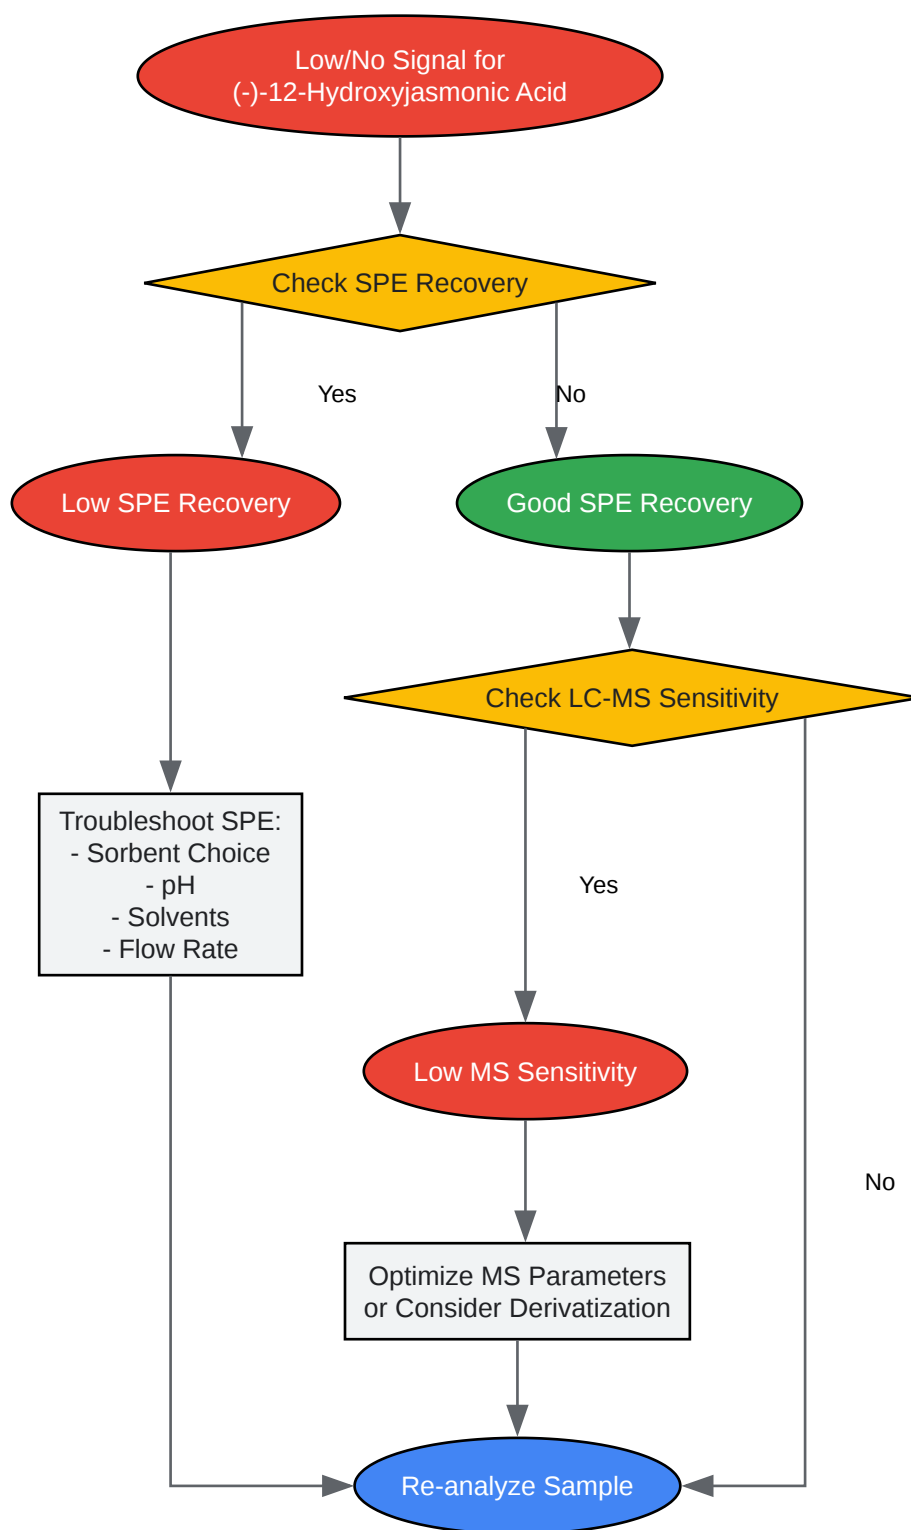 Low/No Signal for
(-)-12-Hydroxyjasmonic Acid
Check SPE Recovery
Yes
No
Low SPE Recovery
Good SPE Recovery
Check LC-MS Sensitivity
Troubleshoot SPE:
- Sorbent Choice
- pH
- Solvents
- Flow Rate
Yes
Low MS Sensitivity
No
Optimize MS Parameters
or Consider Derivatization
Re-analyze Sample